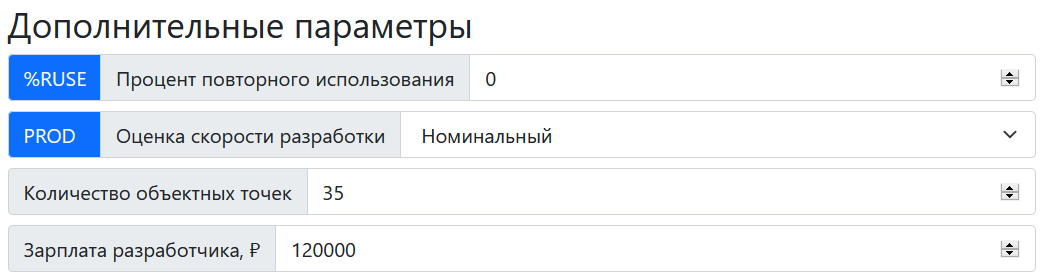 Дополнительные параметры
%RUSE Процент повторного использования 0
PROD Оценка скорости разработки Номинальный
Количество объектных точек 35
Зарплата разработчика, ₽ 120000